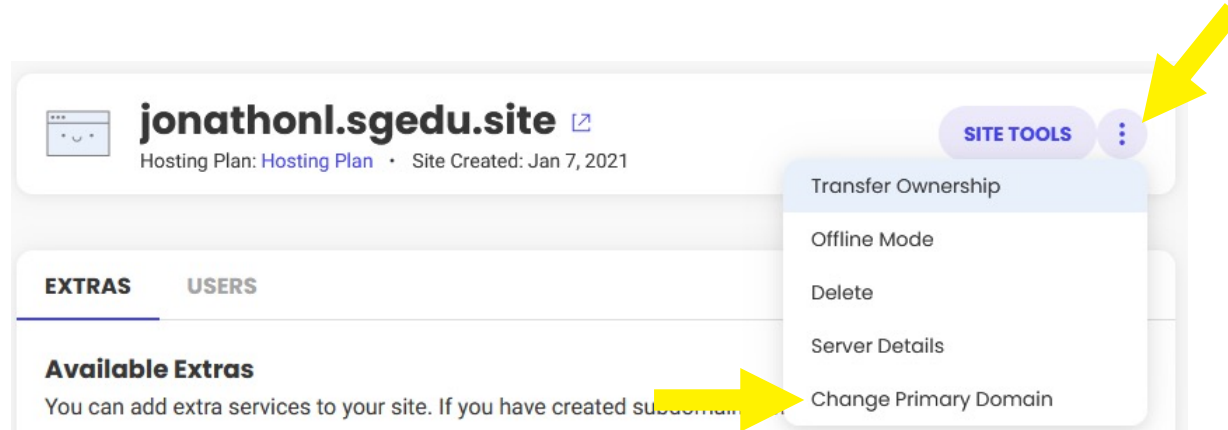 jonathonl.sgedu.site
Hosting Plan: Hosting Plan • Site Created: Jan 7, 2021
SITE TOOLS
Transfer Ownership
Offline Mode
Delete
Server Details
Change Primary Domain
EXTRAS USERS
Available Extras
You can add extra services to your site. If you have created